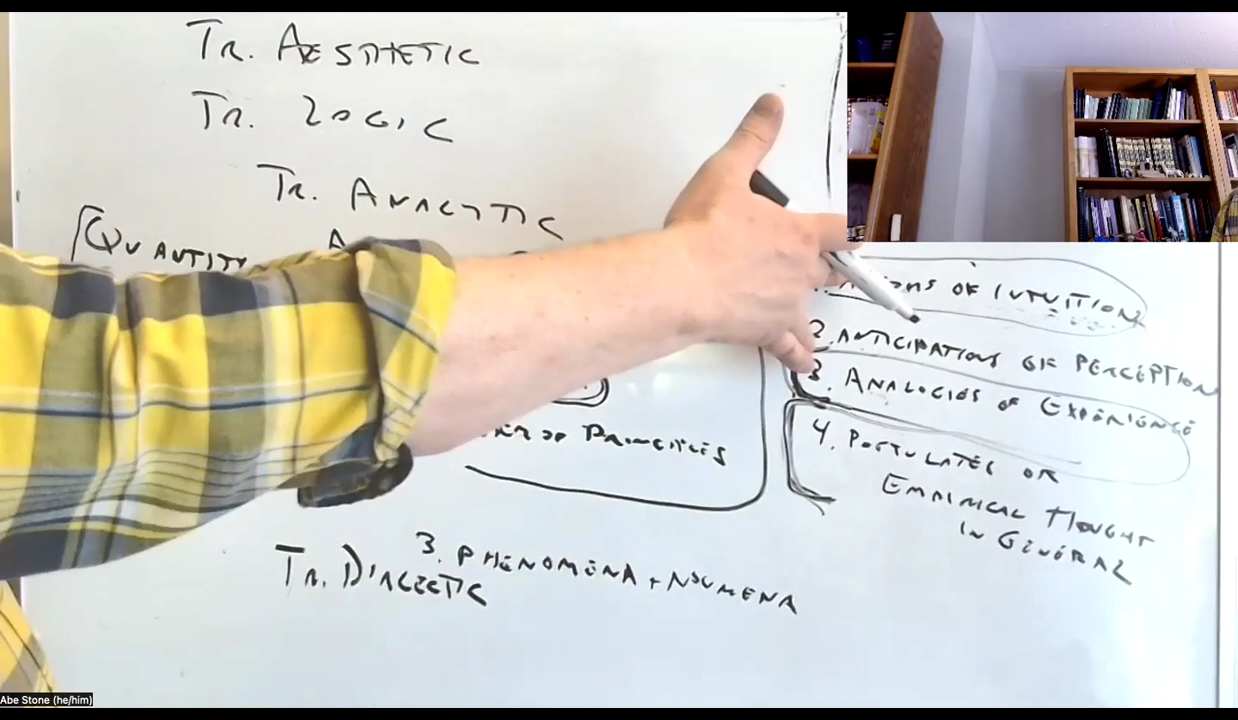 Tr. AESTHETIC
Tr. LOGIC
Tr. ANALYTIC
QUANTITY
OF INTUITION
2. ANTICIPATIONS OF PERCEPTION
3. ANALOGIES OF EXPERIENCE
OF PRINCIPLES
4. POSTULATES OF
EMPIRICAL THOUGHT
IN GENERAL
3. PHENOMENA + NOUMENA
Tr. DIALECTIC
Abe Stone (he/him)